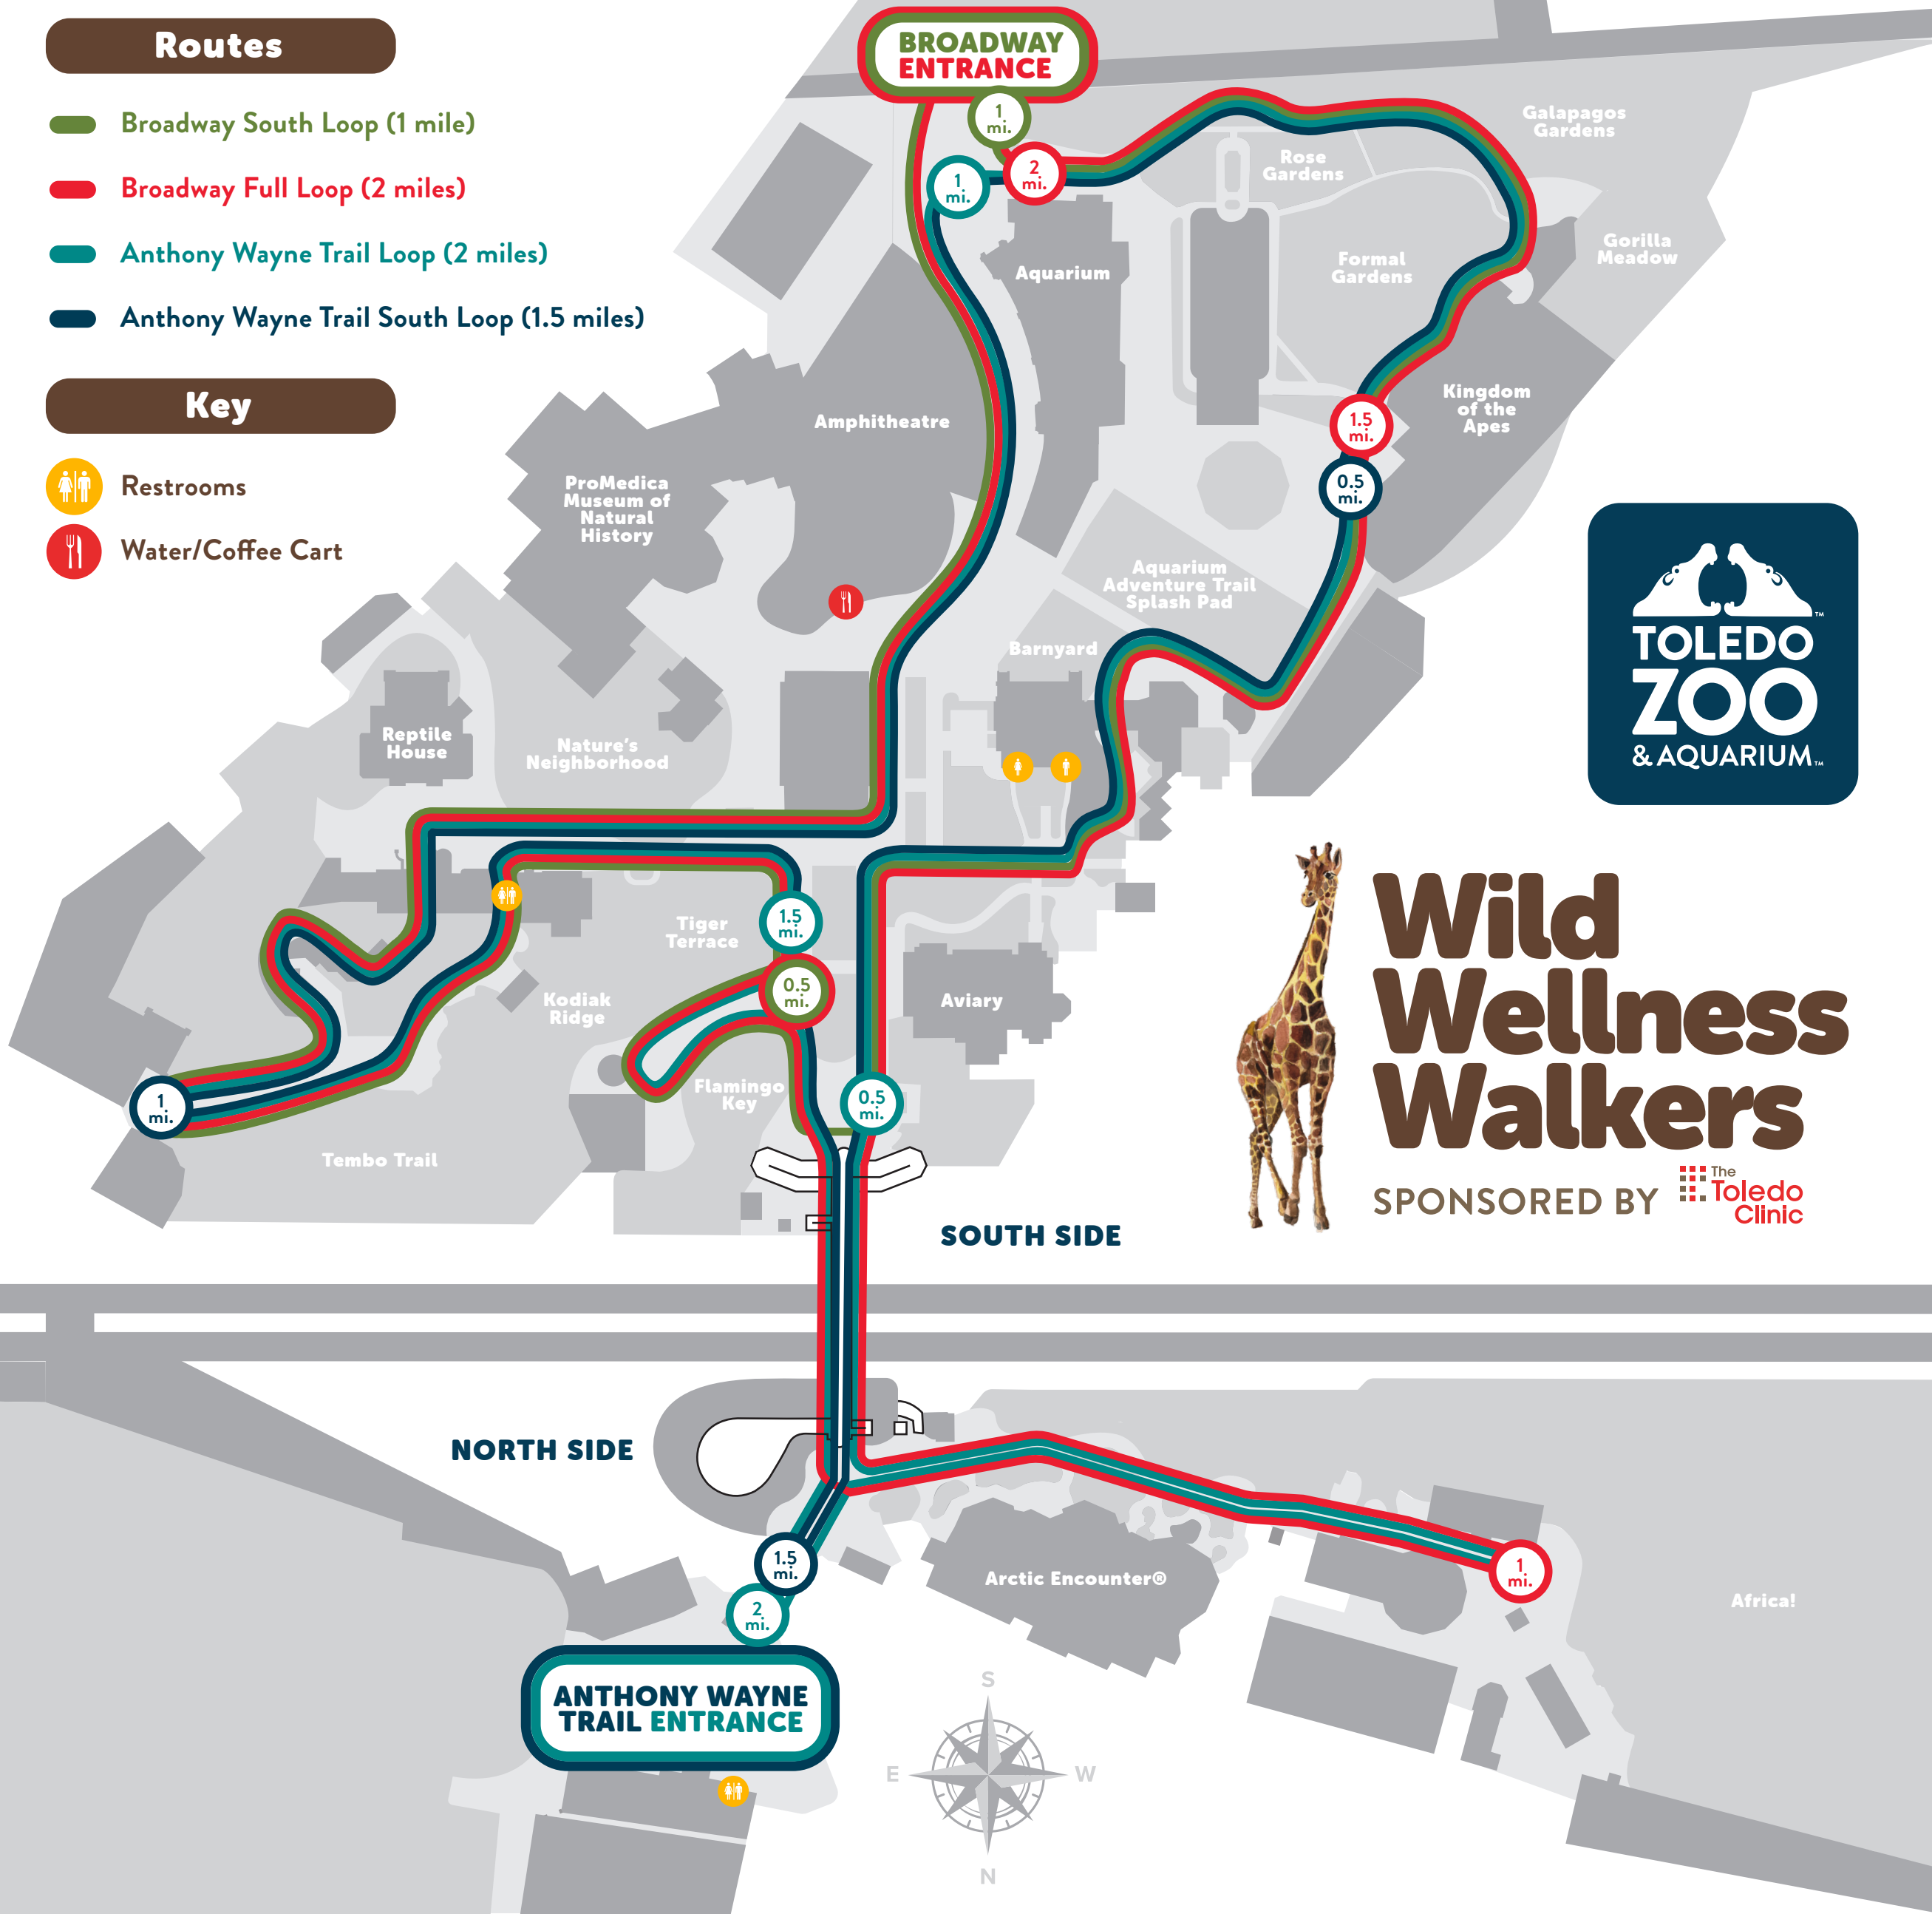 Routes
Broadway South Loop (1 mile)
Broadway Full Loop (2 miles)
Anthony Wayne Trail Loop (2 miles)
Anthony Wayne Trail South Loop (1.5 miles)
Key
Restrooms
Water/Coffee Cart
BROADWAY
ENTRANCE
1
mi.
2
mi.
1
mi.
Galapagos
Gardens
Rose
Gardens
Gorilla
Meadow
Formal
Gardens
Aquarium
Kingdom
of the
Apes
Amphitheatre
1.5
mi.
0.5
mi.
ProMedica
Museum of
Natural
History
Aquarium
Adventure Trail
Splash Pad
Barnyard
Reptile
House
Nature's
Neighborhood
TOLEDO
ZOO
& AQUARIUM™
™
Tiger
Terrace
1.5
mi.
0.5
mi.
Kodiak
Ridge
Aviary
Flamingo
Key
0.5
mi.
1
mi.
Tembo Trail
Wild
Wellness
Walkers
SPONSORED BY
The
Toledo
Clinic
SOUTH SIDE
NORTH SIDE
1.5
mi.
2
mi.
Arctic Encounter®
1
mi.
Africa!
ANTHONY WAYNE
TRAIL ENTRANCE
S
E
W
N